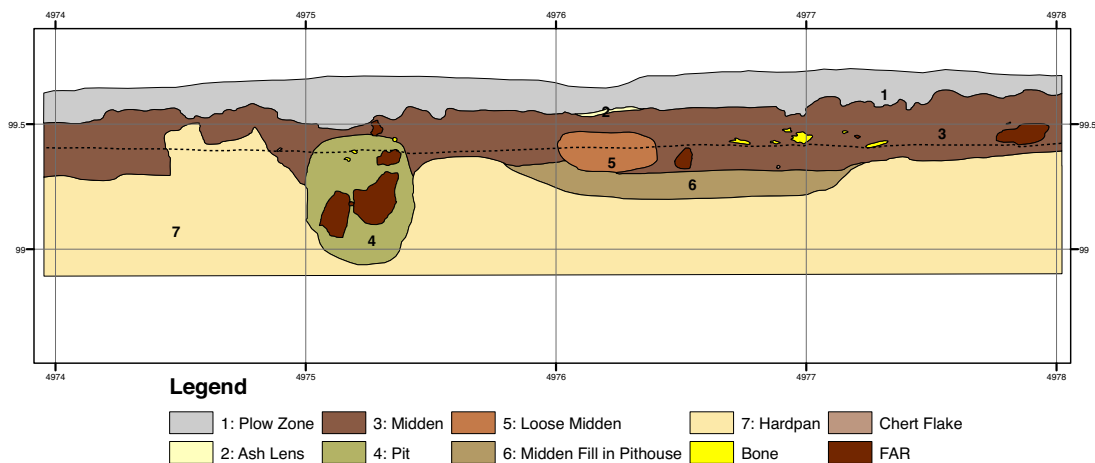 4974 4975 4976 4977 4978
1
2
99.5 3 99.5
5
6
7
4
99 99
4974 4975 4976 4977 4978
Legend
1: Plow Zone 3: Midden 5: Loose Midden 7: Hardpan Chert Flake
2: Ash Lens 4: Pit 6: Midden Fill in Pithouse Bone FAR